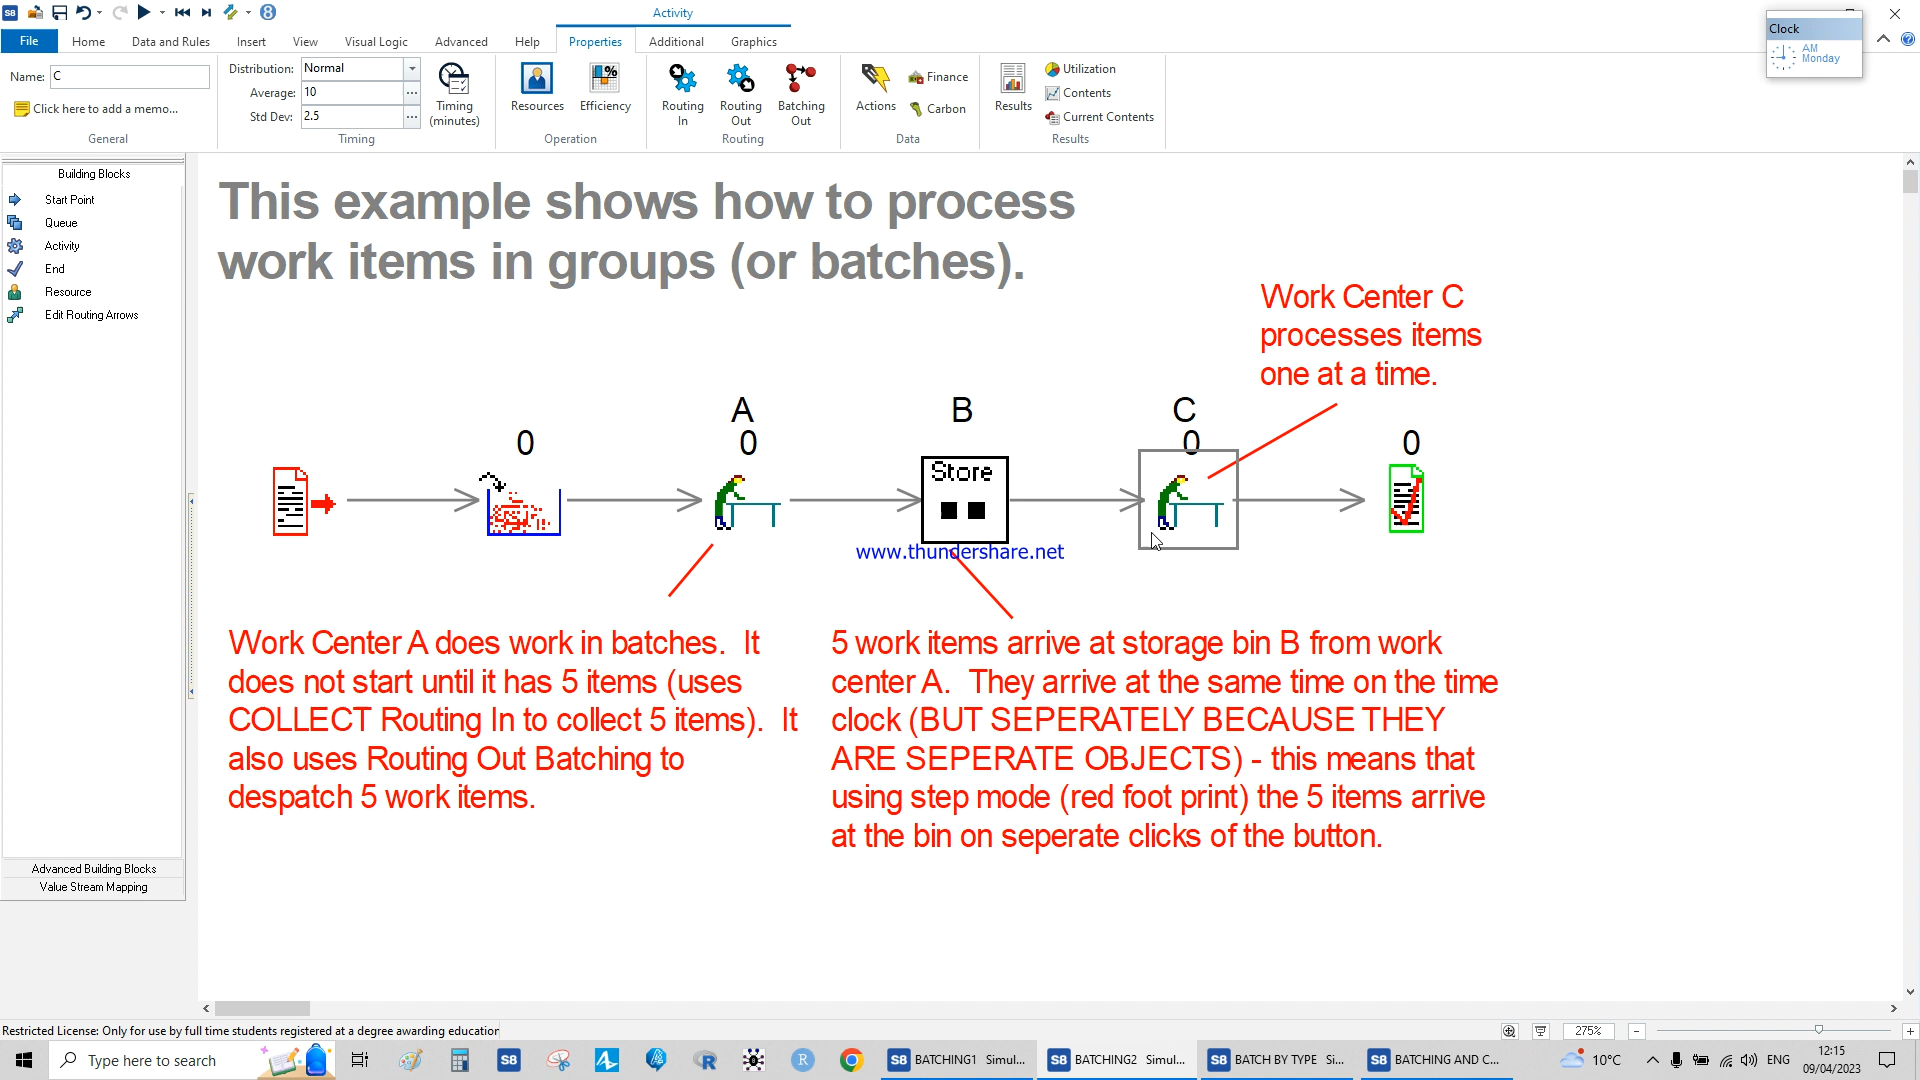 Activity
Clock
AM
Monday
File Home Data and Rules Insert View Visual Logic Advanced Help Properties Additional Graphics
Name: C
Click here to add a memo...
General
Distribution: Normal
Average: 10
Std Dev: 2.5
Timing (minutes)
Timing
Resources Efficiency
Operation
Routing In
Routing Out
Batching Out
Routing
Actions Finance
Carbon
Data
Results Utilization
Contents
Current Contents
Results
Building Blocks
Start Point
Queue
Activity
End
Resource
Edit Routing Arrows
Advanced Building Blocks
Value Stream Mapping
This example shows how to process
work items in groups (or batches).
Work Center C
processes items
one at a time.
A B C
0 0 0 0
Store
www.thundershare.net
Work Center A does work in batches. It
does not start until it has 5 items (uses
COLLECT Routing In to collect 5 items). It
also uses Routing Out Batching to
despatch 5 work items.
5 work items arrive at storage bin B from work
center A. They arrive at the same time on the time
clock (BUT SEPERATELY BECAUSE THEY
ARE SEPERATE OBJECTS) - this means that
using step mode (red foot print) the 5 items arrive
at the bin on seperate clicks of the button.
Restricted License: Only for use by full time students registered at a degree awarding education
275%
Type here to search
S8
S8 BATCHING1 Simul...
S8 BATCHING2 Simul...
S8 BATCH BY TYPE Si...
S8 BATCHING AND C...
10°C
ENG
12:15
09/04/2023